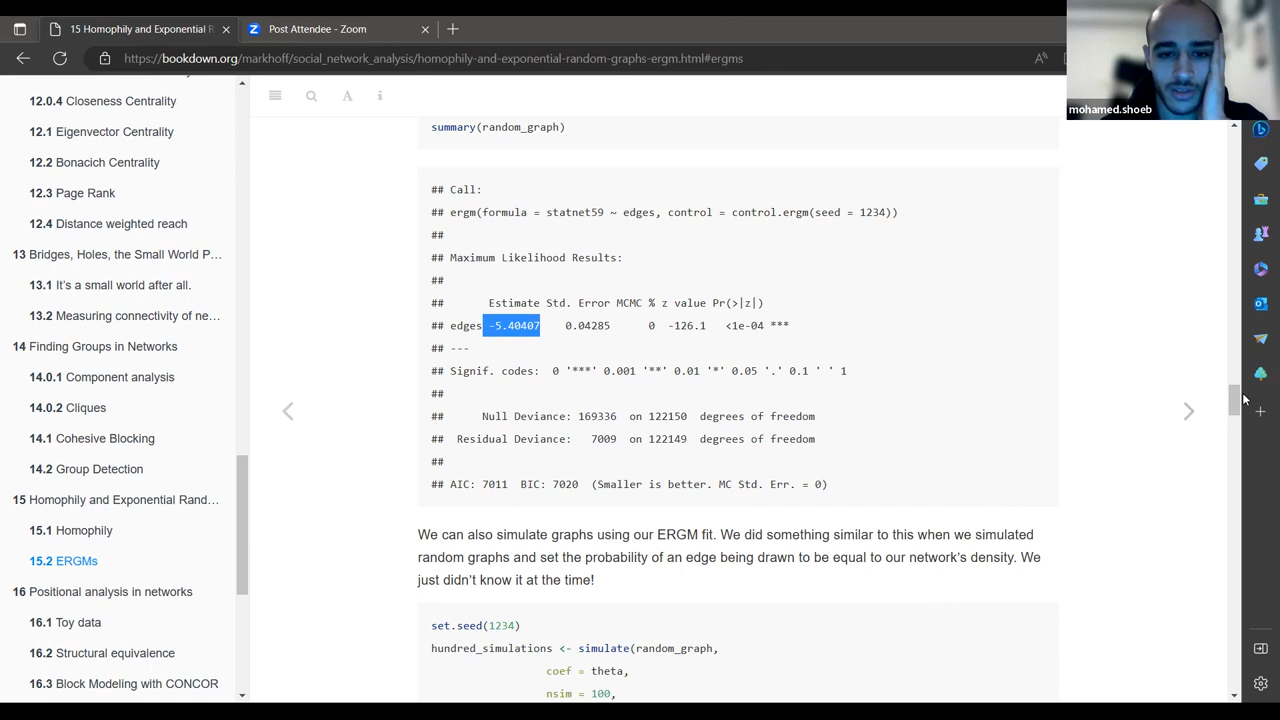 15 Homophily and Exponential R
Post Attendee - Zoom
https://bookdown.org/markhoff/social_network_analysis/homophily-and-exponential-random-graphs-ergm.html#ergms
mohamed.shoeb
12.0.4 Closeness Centrality
12.1 Eigenvector Centrality
12.2 Bonacich Centrality
12.3 Page Rank
12.4 Distance weighted reach
13 Bridges, Holes, the Small World P...
13.1 It's a small world after all.
13.2 Measuring connectivity of ne...
14 Finding Groups in Networks
14.0.1 Component analysis
14.0.2 Cliques
14.1 Cohesive Blocking
14.2 Group Detection
15 Homophily and Exponential Rand...
15.1 Homophily
15.2 ERGMs
16 Positional analysis in networks
16.1 Toy data
16.2 Structural equivalence
16.3 Block Modeling with CONCOR
summary(random_graph)
## Call:
## ergm(formula = statnet59 ~ edges, control = control.ergm(seed = 1234))
##
## Maximum Likelihood Results:
##
## Estimate Std. Error MCMC % z value Pr(>|z|)
## edges -5.40407 0.04285 0 -126.1 <1e-04 ***
## ---
## Signif. codes: 0 '***' 0.001 '**' 0.01 '*' 0.05 '.' 0.1 ' ' 1
##
## Null Deviance: 169336 on 122150 degrees of freedom
## Residual Deviance: 7009 on 122149 degrees of freedom
##
## AIC: 7011 BIC: 7020 (Smaller is better. MC Std. Err. = 0)
We can also simulate graphs using our ERGM fit. We did something similar to this when we simulated
random graphs and set the probability of an edge being drawn to be equal to our network's density. We
just didn't know it at the time!
set.seed(1234)
hundred_simulations <- simulate(random_graph,
coef = theta,
nsim = 100,